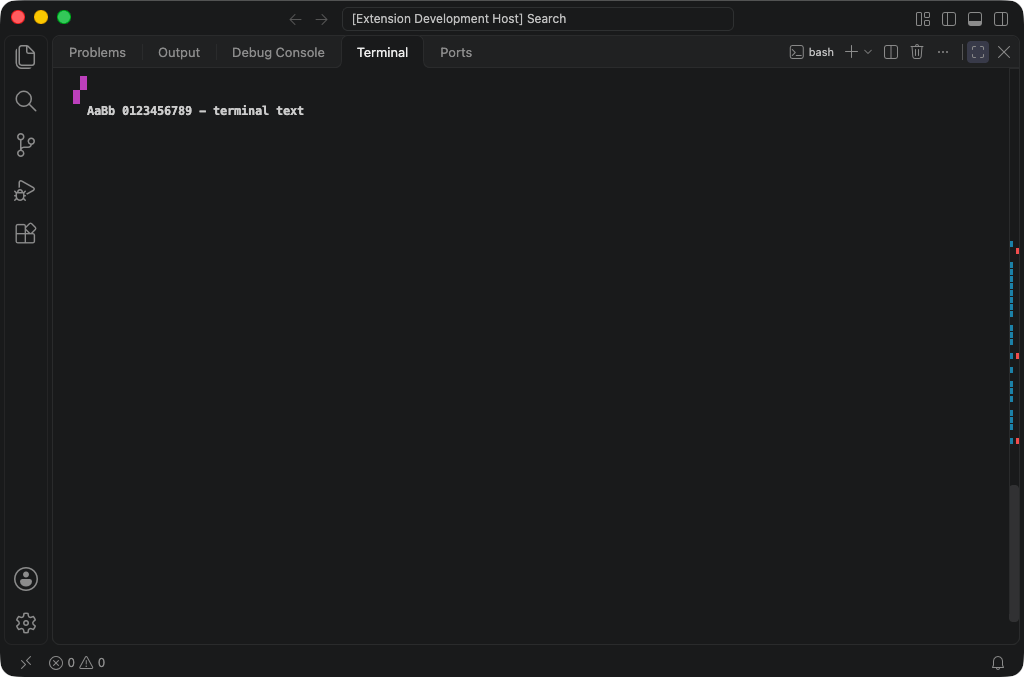 [Extension Development Host] Search
Problems Output Debug Console Terminal Ports bash
AaBb 0123456789 — terminal text
0 0